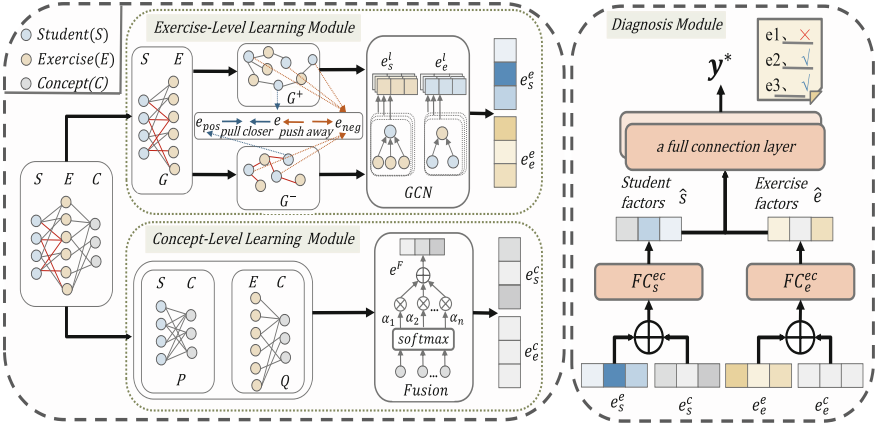 Student(S)
Exercise(E)
Concept(C)
S E C
Exercise-Level Learning Module
S E
G
G⁺
e_pos e e_neg
pull closer push away
G⁻
e_s^l e_e^l
GCN
e_s^e
e_e^e
Concept-Level Learning Module
S C
P
E C
Q
e^F
α₁ α₂ ... αₙ
softmax
...
Fusion
e_s^c
e_e^c
Diagnosis Module
y*
e1、 ×
e2、 √
e3、 √
a full connection layer
Student factors ŝ
Exercise factors ê
FC_s^ec
FC_e^ec
e_s^e e_s^c e_e^e e_e^c